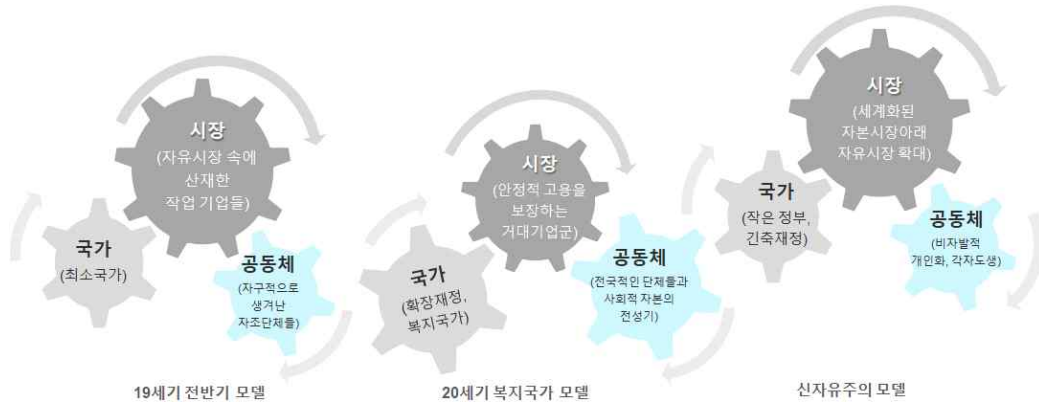 시장
(자유시장 속에
산재한
작업 기업들)
국가
(최소국가)
공동체
(자구적으로
생겨난
자조단체들)
19세기 전반기 모델
시장
(안정적 고용을
보장하는
거대기업군)
국가
(확장재정,
복지국가)
공동체
(전국적인 단체들과
사회적 자본의
전성기)
20세기 복지국가 모델
시장
(세계화된
자본시장아래
자유시장 확대)
국가
(작은 정부,
긴축재정)
공동체
(비자발적
개인화, 각자도생)
신자유주의 모델